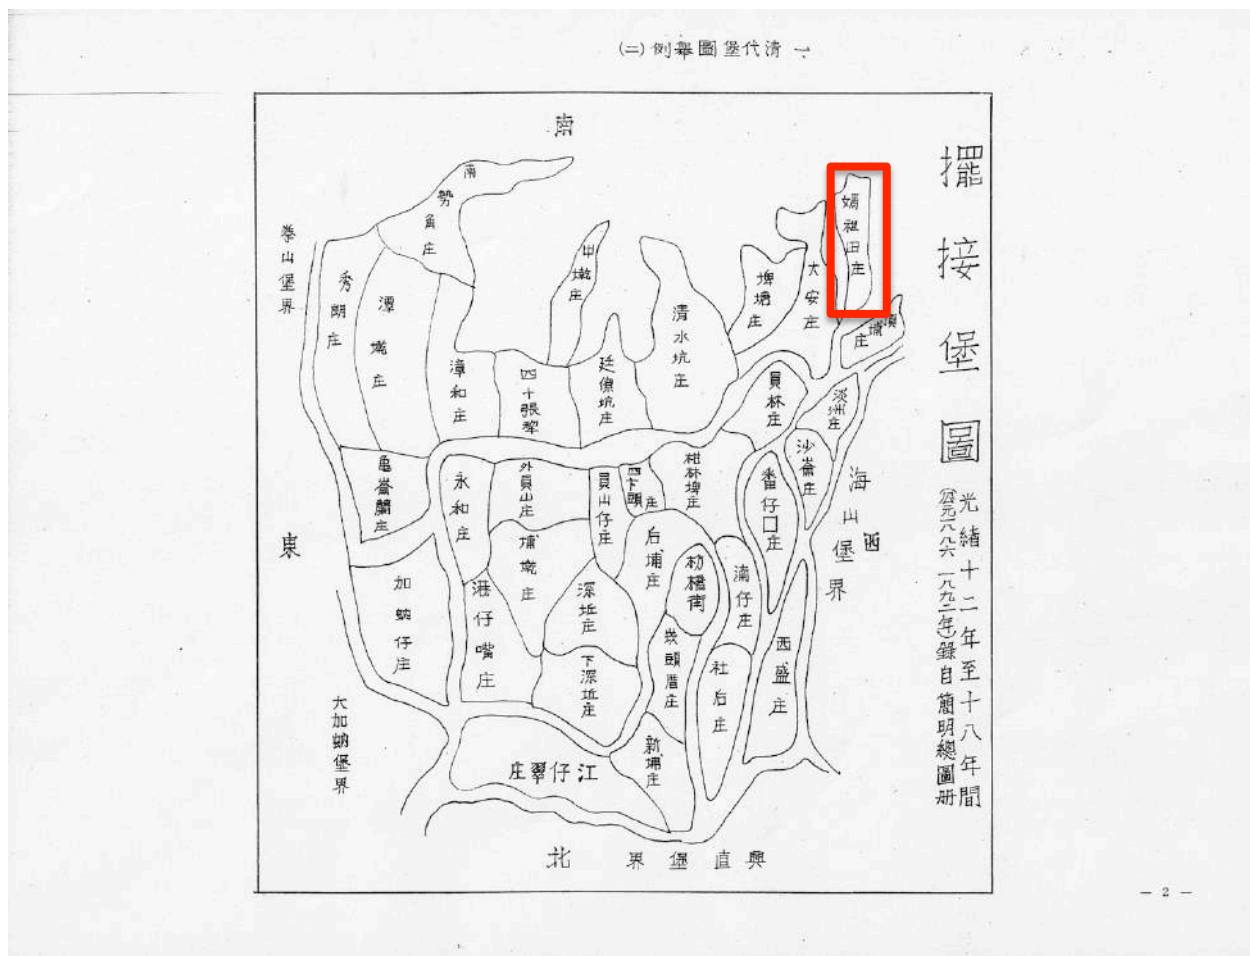 一、清代堡圖舉例(二)
擺接堡圖
光緒十二年至十八年間
(公元一八八六—一八九二年)錄自簡明總圖册
南
拳山堡界
南勢角庄
秀朗庄
潭墘庄
漳和庄
四十張犁
中墘庄
廷僚坑庄
清水坑庄
埤塘庄
大安庄
媽祖田庄
頂埔庄
員林庄
沙崙庄
海山堡界
西
龜崙蘭庄
永和庄
外員山庄
員山仔庄
四下頭庄
柑林埤庄
番仔口庄
東
加蚋仔庄
港仔嘴庄
埔墘庄
深坵庄
后埔庄
枋橋街
湳仔庄
下深坵庄
崁頭厝庄
社后庄
西盛庄
大加蚋堡界
江仔翠庄
新埔庄
北
興直堡界
— 2 —